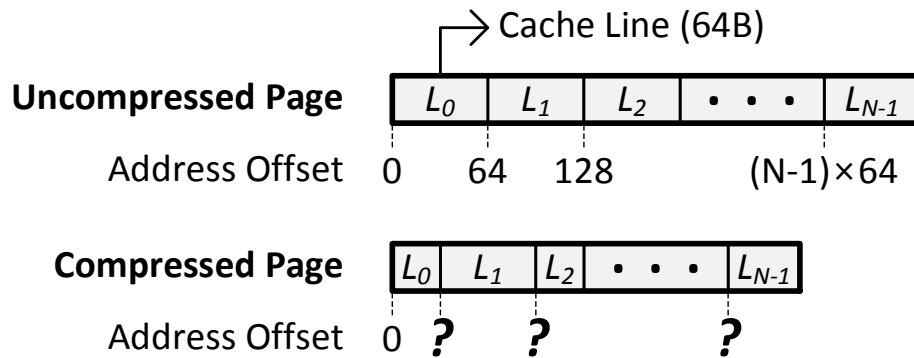 Cache Line (64B)
Uncompressed Page L0 L1 L2 • • • LN-1
Address Offset 0 64 128 (N-1)×64
Compressed Page L0 L1 L2 • • • LN-1
Address Offset 0 ? ? ?